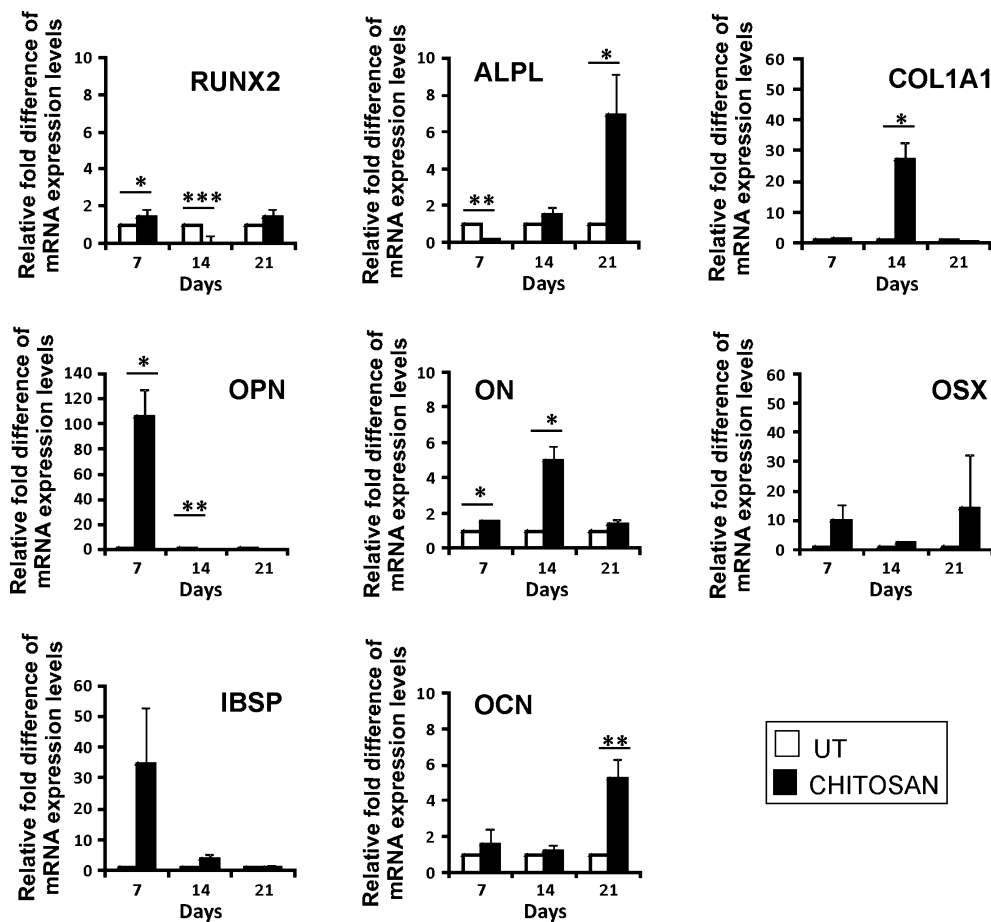 Relative fold difference of
mRNA expression levels
RUNX2
10
8
6
4
2
0
*
***
7 14 21
Days
Relative fold difference of
mRNA expression levels
ALPL
10
8
6
4
2
0
**
*
7 14 21
Days
Relative fold difference of
mRNA expression levels
COL1A1
60
50
40
30
20
10
0
*
7 14 21
Days
Relative fold difference of
mRNA expression levels
OPN
140
120
100
80
60
40
20
0
*
**
7 14 21
Days
Relative fold difference of
mRNA expression levels
ON
10
8
6
4
2
0
*
*
7 14 21
Days
Relative fold difference of
mRNA expression levels
OSX
60
50
40
30
20
10
0
7 14 21
Days
Relative fold difference of
mRNA expression levels
IBSP
60
50
40
30
20
10
0
7 14 21
Days
Relative fold difference of
mRNA expression levels
OCN
10
8
6
4
2
0
**
7 14 21
Days
UT
CHITOSAN